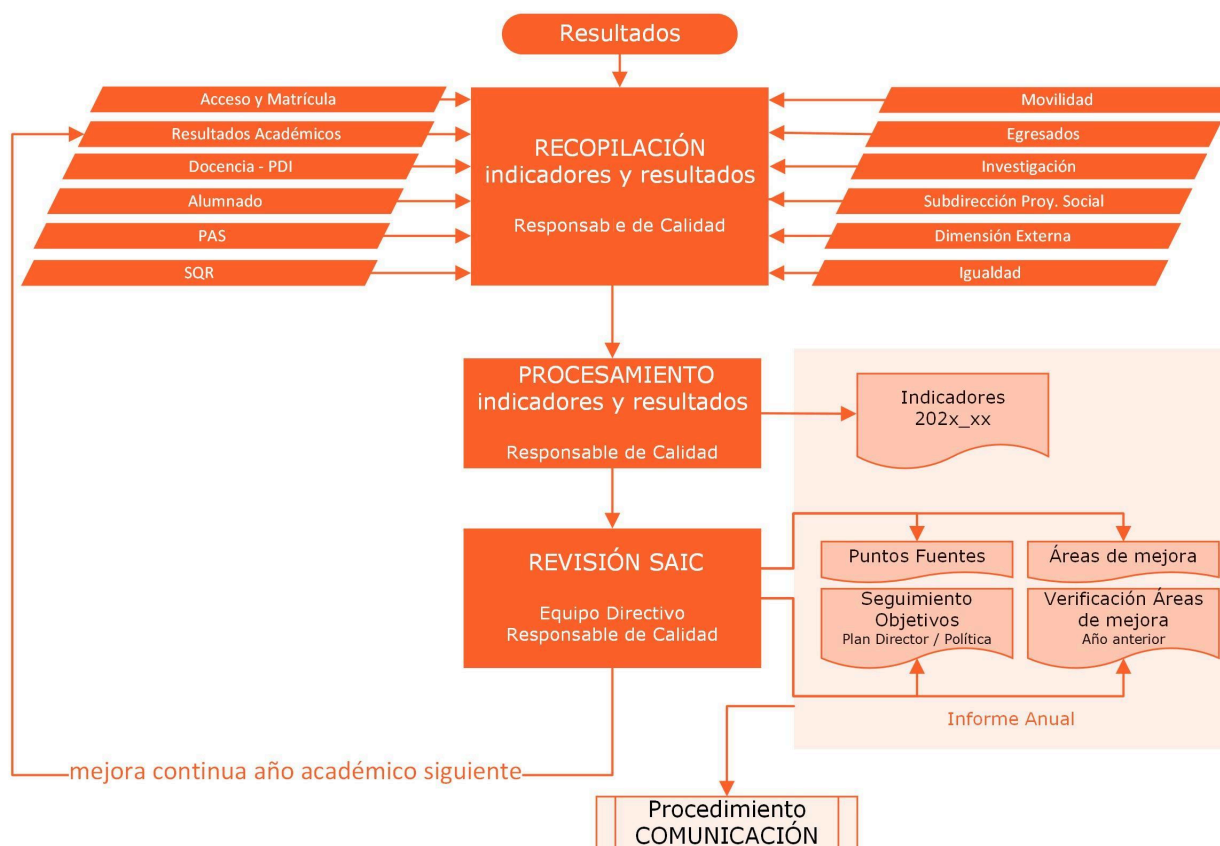 Resultados
Acceso y Matrícula
Resultados Académicos
Docencia - PDI
Alumnado
PAS
SQR
RECOPILACIÓN
indicadores y resultados
Responsab e de Calidad
Movilidad
Egresados
Investigación
Subdirección Proy. Social
Dimensión Externa
Igualdad
PROCESAMIENTO
indicadores y resultados
Responsable de Calidad
Indicadores
202x_xx
REVISIÓN SAIC
Equipo Directivo
Responsable de Calidad
Puntos Fuentes
Áreas de mejora
Seguimiento
Objetivos
Plan Director / Política
Verificación Áreas
de mejora
Año anterior
Informe Anual
mejora continua año académico siguiente
Procedimiento
COMUNICACIÓN